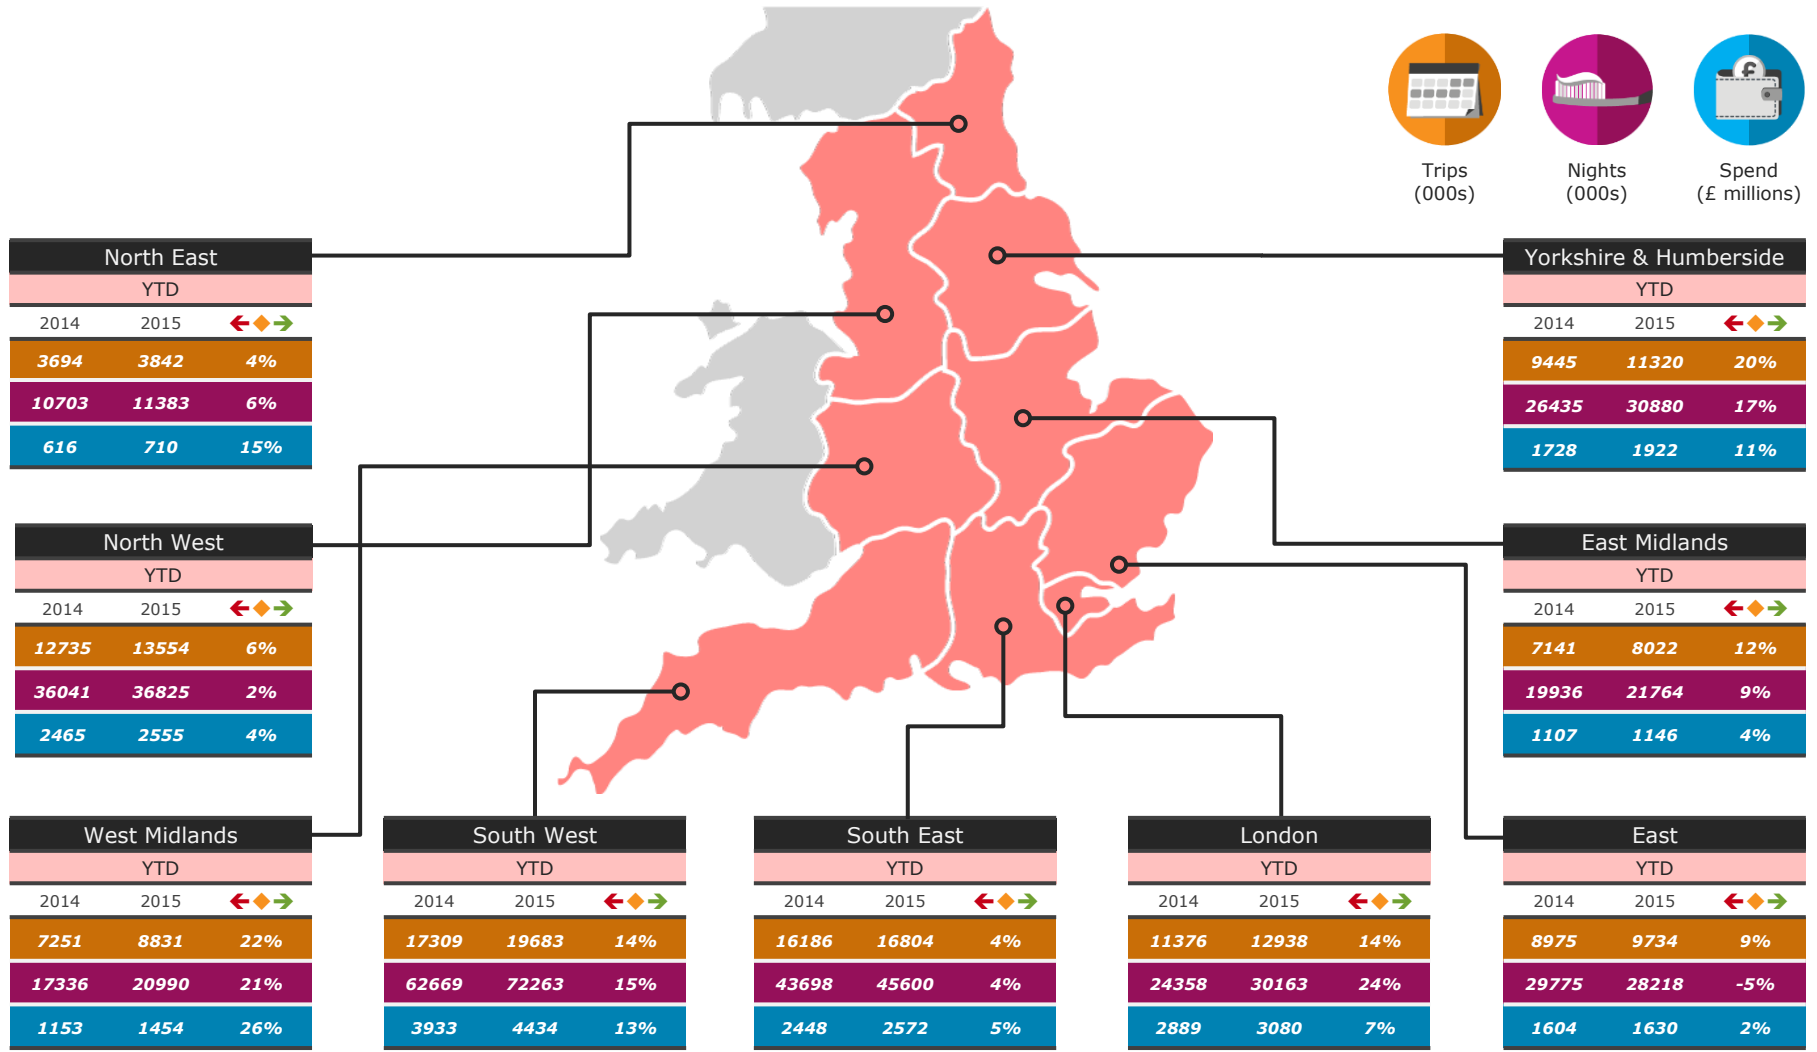 £
Trips
(000s)
Nights
(000s)
Spend
(£ millions)
North East
YTD
2014 2015
3694 3842 4%
10703 11383 6%
616 710 15%
Yorkshire & Humberside
YTD
2014 2015
9445 11320 20%
26435 30880 17%
1728 1922 11%
North West
YTD
2014 2015
12735 13554 6%
36041 36825 2%
2465 2555 4%
East Midlands
YTD
2014 2015
7141 8022 12%
19936 21764 9%
1107 1146 4%
West Midlands
YTD
2014 2015
7251 8831 22%
17336 20990 21%
1153 1454 26%
South West
YTD
2014 2015
17309 19683 14%
62669 72263 15%
3933 4434 13%
South East
YTD
2014 2015
16186 16804 4%
43698 45600 4%
2448 2572 5%
London
YTD
2014 2015
11376 12938 14%
24358 30163 24%
2889 3080 7%
East
YTD
2014 2015
8975 9734 9%
29775 28218 -5%
1604 1630 2%